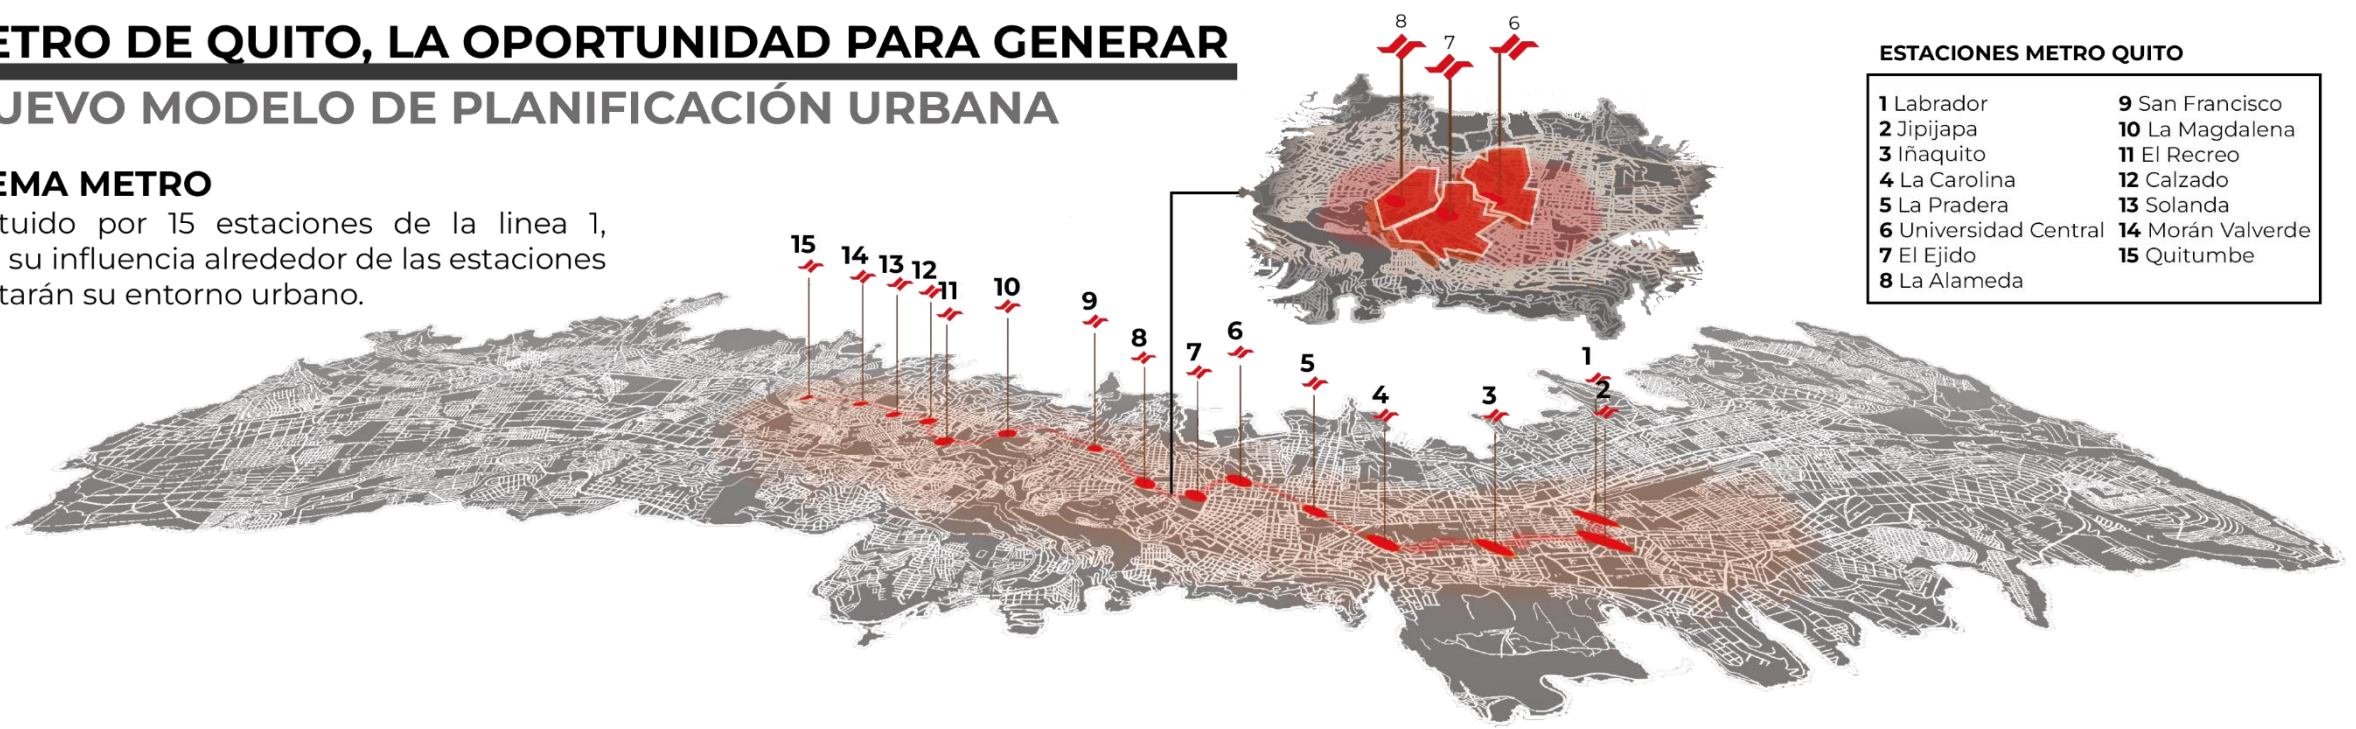 ETRO DE QUITO, LA OPORTUNIDAD PARA GENERAR
UEVO MODELO DE PLANIFICACIÓN URBANA
EMA METRO
tuido por 15 estaciones de la linea 1,
su influencia alrededor de las estaciones
tarán su entorno urbano.
8
7
6
ESTACIONES METRO QUITO
1 Labrador
2 Jipijapa
3 Iñaquito
4 La Carolina
5 La Pradera
6 Universidad Central
7 El Ejido
8 La Alameda
9 San Francisco
10 La Magdalena
11 El Recreo
12 Calzado
13 Solanda
14 Morán Valverde
15 Quitumbe
15
14
13
12
11
10
9
8
7
6
5
4
3
1
2